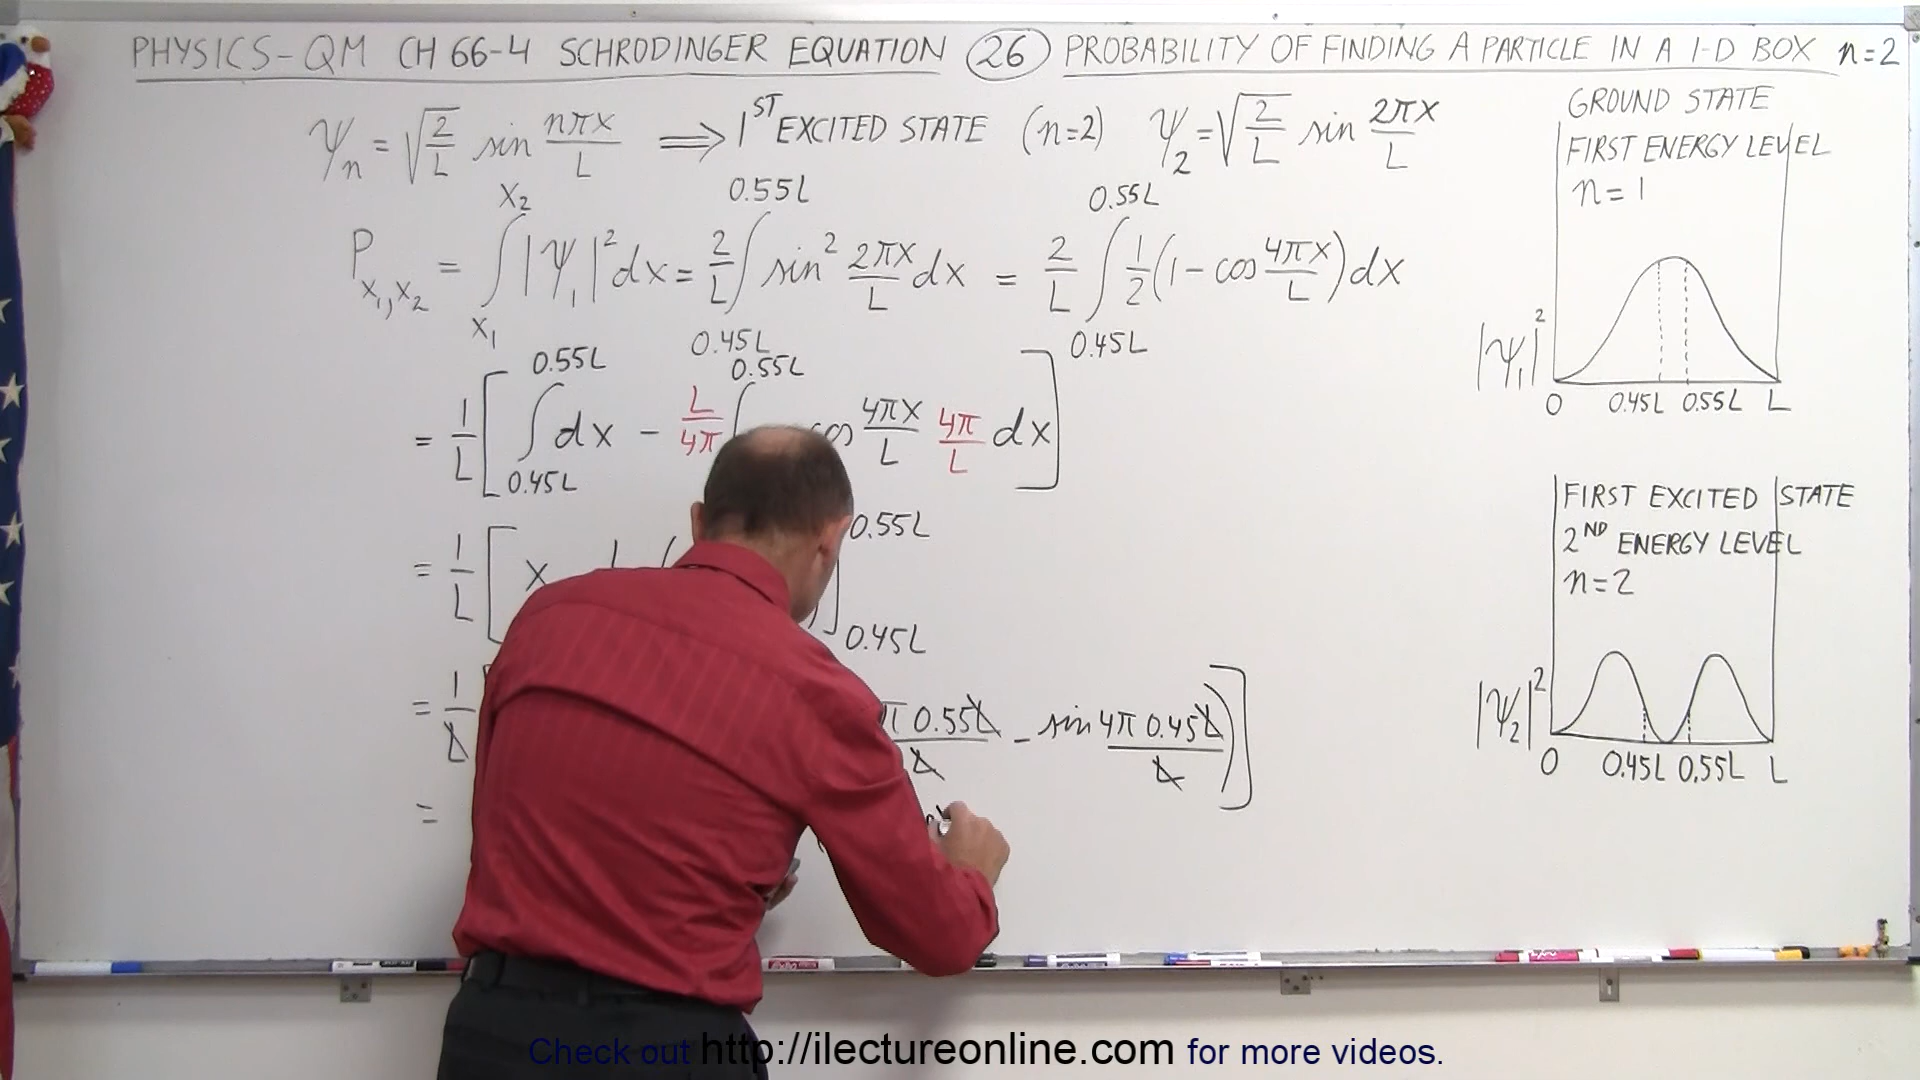 PHYSICS-QM CH 66-4 SCHRODINGER EQUATION 26 PROBABILITY OF FINDING A PARTICLE IN A 1-D BOX n=2
ψn = √(2/L) sin nπx/L ⟹ 1ST EXCITED STATE (n=2) ψ2 = √(2/L) sin 2πx/L
P x1,x2 = ∫ x1 x2 |ψ1|² dx = 2/L ∫ 0.45L 0.55L sin² 2πx/L dx = 2/L ∫ 0.45L 0.55L 1/2 (1 - cos 4πx/L) dx
= 1/L [ ∫ 0.45L 0.55L dx - L/4π ∫ 0.55L cos 4πx/L 4π/L dx ]
= 1/L [ x ] 0.55L 0.45L
= 1/L π 0.55L/L - sin 4π 0.45L/L ) ]
=
GROUND STATE
FIRST ENERGY LEVEL
n=1
|ψ1|²
0 0.45L 0.55L L
FIRST EXCITED STATE
2ND ENERGY LEVEL
n=2
|ψ2|²
0 0.45L 0.55L L
Check out http://ilectureonline.com for more videos.